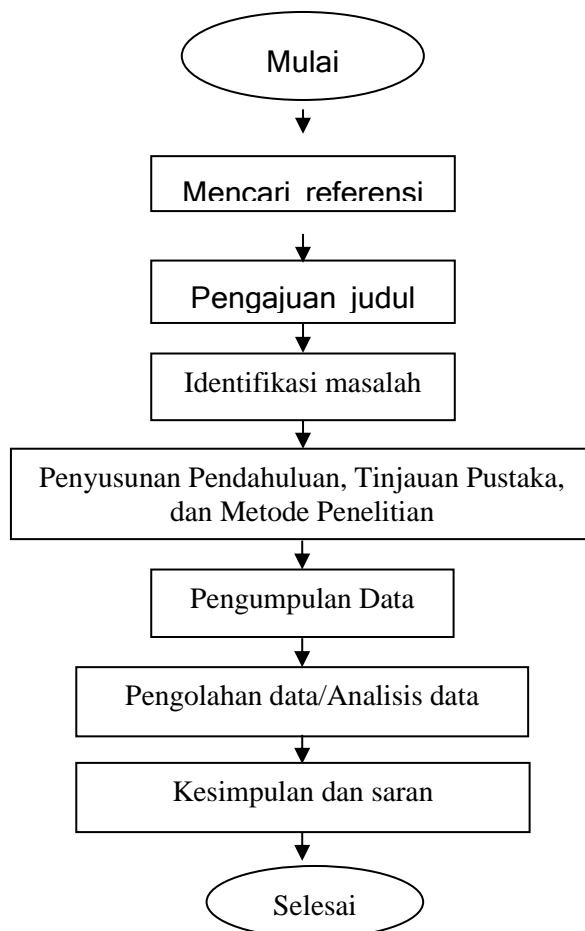 Mulai
Mencari referensi
Pengajuan judul
Identifikasi masalah
Penyusunan Pendahuluan, Tinjauan Pustaka,
dan Metode Penelitian
Pengumpulan Data
Pengolahan data/Analisis data
Kesimpulan dan saran
Selesai